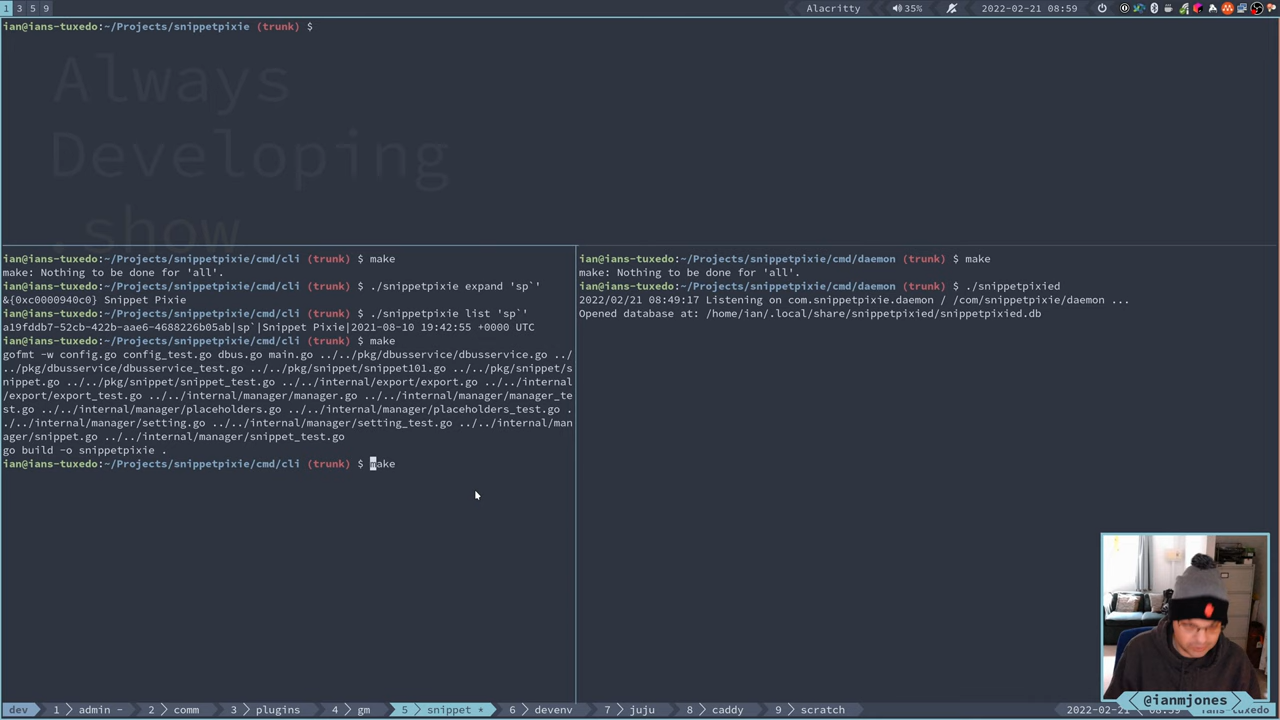 1 3 5 9
Alacritty
35%
2022-02-21 08:59
ian@ians-tuxedo:~/Projects/snippetpixie (trunk) $
Always
Developing
.show
ian@ians-tuxedo:~/Projects/snippetpixie/cmd/cli (trunk) $ make
make: Nothing to be done for 'all'.
ian@ians-tuxedo:~/Projects/snippetpixie/cmd/cli (trunk) $ ./snippetpixie expand 'sp`'
&{0xc0000940c0} Snippet Pixie
ian@ians-tuxedo:~/Projects/snippetpixie/cmd/cli (trunk) $ ./snippetpixie list 'sp`'
a19fddb7-52cb-422b-aae6-4688226b05ab|sp`|Snippet Pixie|2021-08-10 19:42:55 +0000 UTC
ian@ians-tuxedo:~/Projects/snippetpixie/cmd/cli (trunk) $ make
gofmt -w config.go config_test.go dbus.go main.go ../../pkg/dbusservice/dbusservice.go ../
../pkg/dbusservice/dbusservice_test.go ../../pkg/snippet/snippet101.go ../../pkg/snippet/s
nippet.go ../../pkg/snippet/snippet_test.go ../../internal/export/export.go ../../internal
/export/export_test.go ../../internal/manager/manager.go ../../internal/manager/manager_te
st.go ../../internal/manager/placeholders.go ../../internal/manager/placeholders_test.go .
./../internal/manager/setting.go ../../internal/manager/setting_test.go ../../internal/man
ager/snippet.go ../../internal/manager/snippet_test.go
go build -o snippetpixie .
ian@ians-tuxedo:~/Projects/snippetpixie/cmd/cli (trunk) $ make
ian@ians-tuxedo:~/Projects/snippetpixie/cmd/daemon (trunk) $ make
make: Nothing to be done for 'all'.
ian@ians-tuxedo:~/Projects/snippetpixie/cmd/daemon (trunk) $ ./snippetpixied
2022/02/21 08:49:17 Listening on com.snippetpixie.daemon / /com/snippetpixie/daemon ...
Opened database at: /home/ian/.local/share/snippetpixied/snippetpixied.db
@ianmjones
dev 1 admin - 2 comm 3 plugins 4 gm 5 snippet * 6 devenv 7 juju 8 caddy 9 scratch 2022-02-21